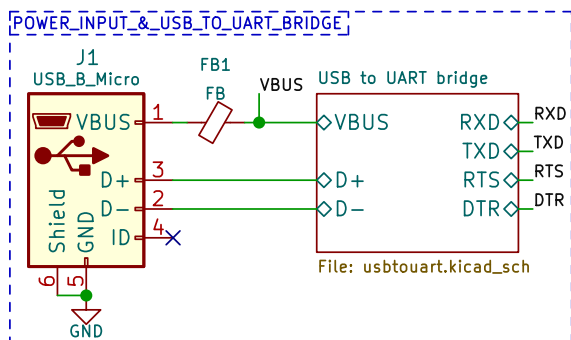 POWER_INPUT_&_USB_TO_UART_BRIDGE
J1
USB_B_Micro
VBUS
1
D+
3
D-
2
ID
4
Shield
GND
6
5
GND
FB1
FB
VBUS
USB to UART bridge
VBUS
D+
D-
RXD
TXD
RTS
DTR
RXD
TXD
RTS
DTR
File: usbtouart.kicad_sch